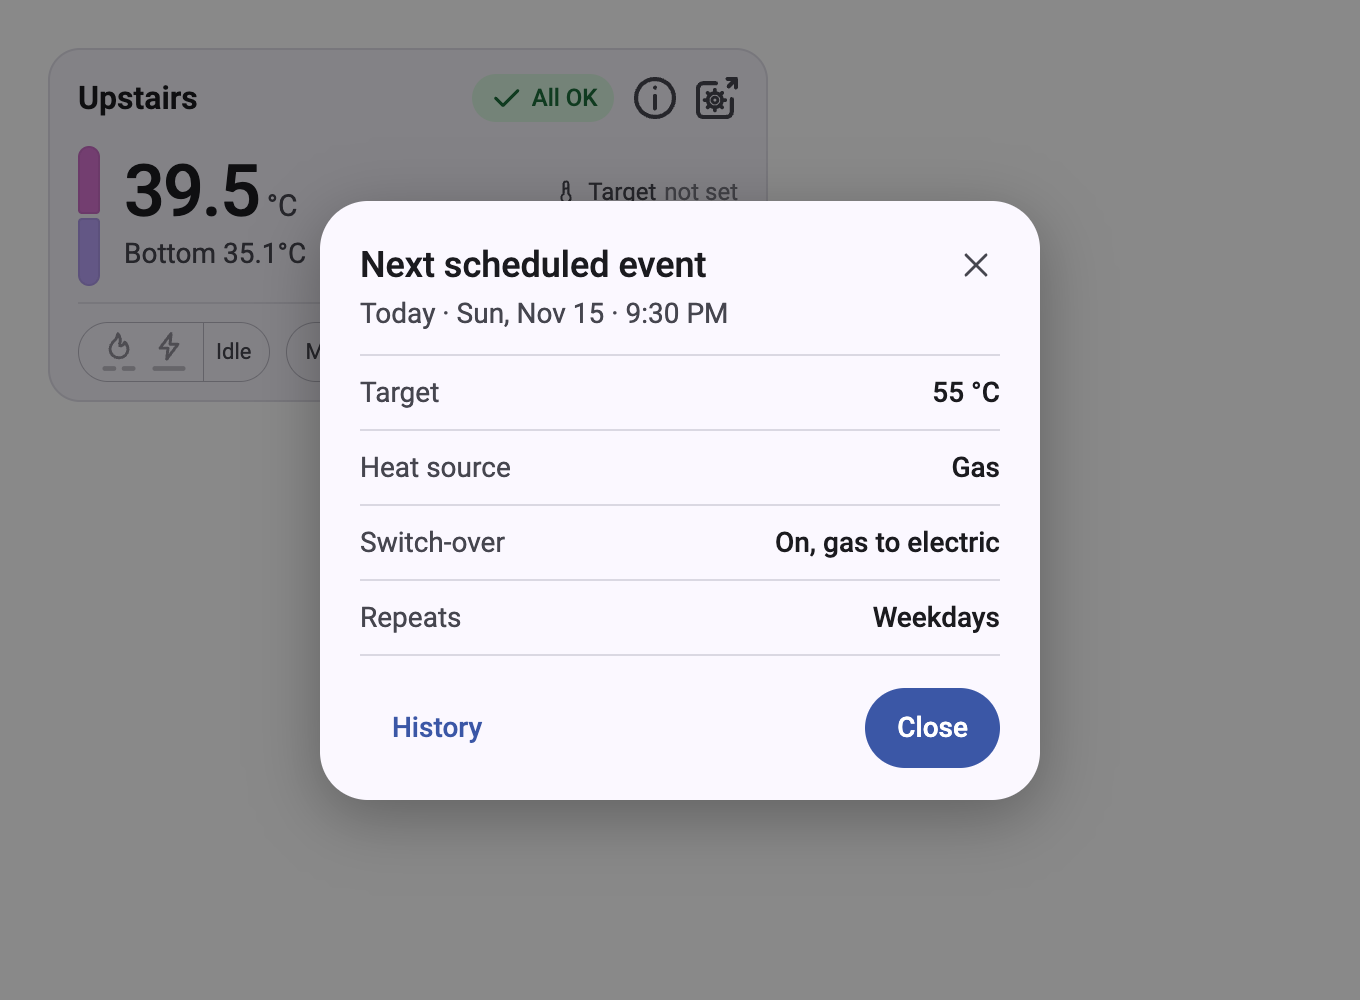 Upstairs
All OK
39.5 °C
Target not set
Bottom 35.1°C
Idle
Next scheduled event
Today · Sun, Nov 15 · 9:30 PM
Target 55 °C
Heat source Gas
Switch-over On, gas to electric
Repeats Weekdays
History Close